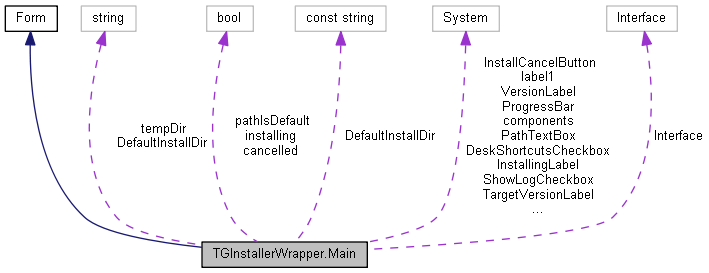 Form
string
bool
const string
System
Interface
tempDir
DefaultInstallDir
pathIsDefault
installing
cancelled
DefaultInstallDir
InstallCancelButton
label1
VersionLabel
ProgressBar
components
PathTextBox
DeskShortcutsCheckbox
InstallingLabel
ShowLogCheckbox
TargetVersionLabel
...
Interface
TGInstallerWrapper.Main